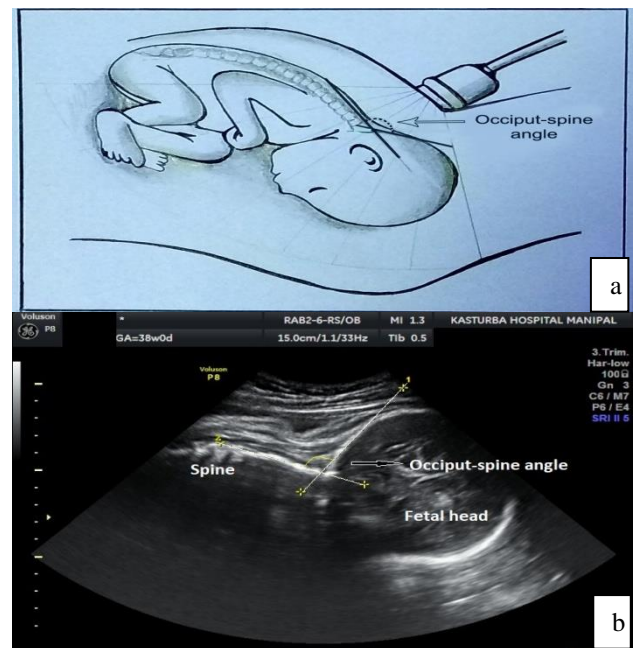 Occiput-spine
angle
a
Voluson
P8
GA=38w0d
RAB2-6-RS/OB
15.0cm/1.1/33Hz
MI 1.3
TIb 0.5
KASTURBA HOSPITAL MANIPAL
Voluson
P8
3.Trim.
Har-low
100
Gn 3
C6 / M7
P6 / E4
SRI II 5
1
Spine
Occiput-spine angle
Fetal head
b